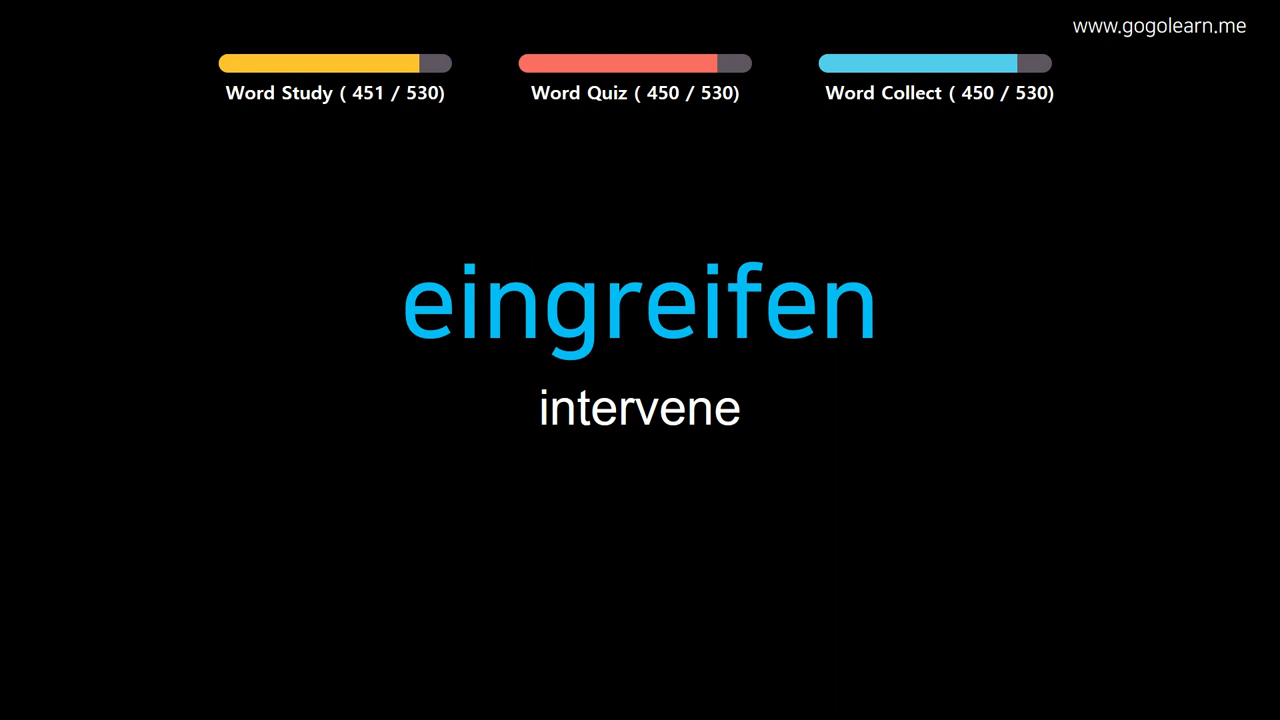 www.gogolearn.me
Word Study ( 451 / 530)
Word Quiz ( 450 / 530)
Word Collect ( 450 / 530)
eingreifen
intervene